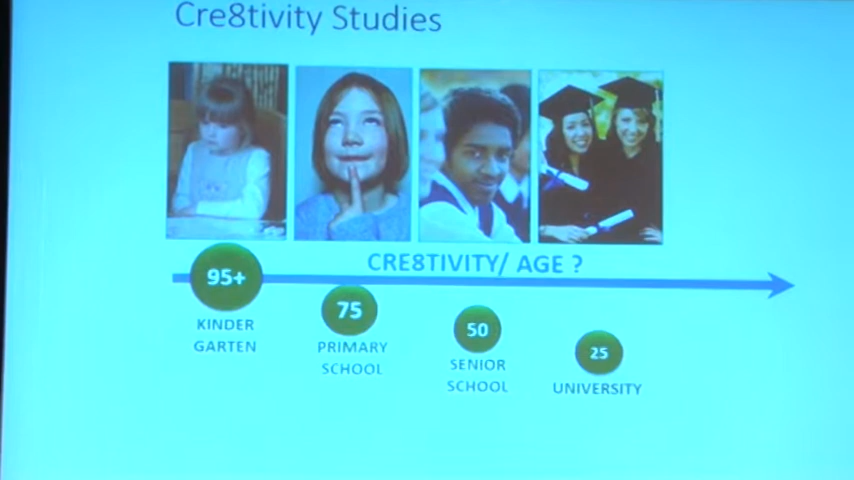 Cre8tivity Studies
CRE8TIVITY/ AGE ?
95+
KINDER
GARTEN
75
PRIMARY
SCHOOL
50
SENIOR
SCHOOL
25
UNIVERSITY